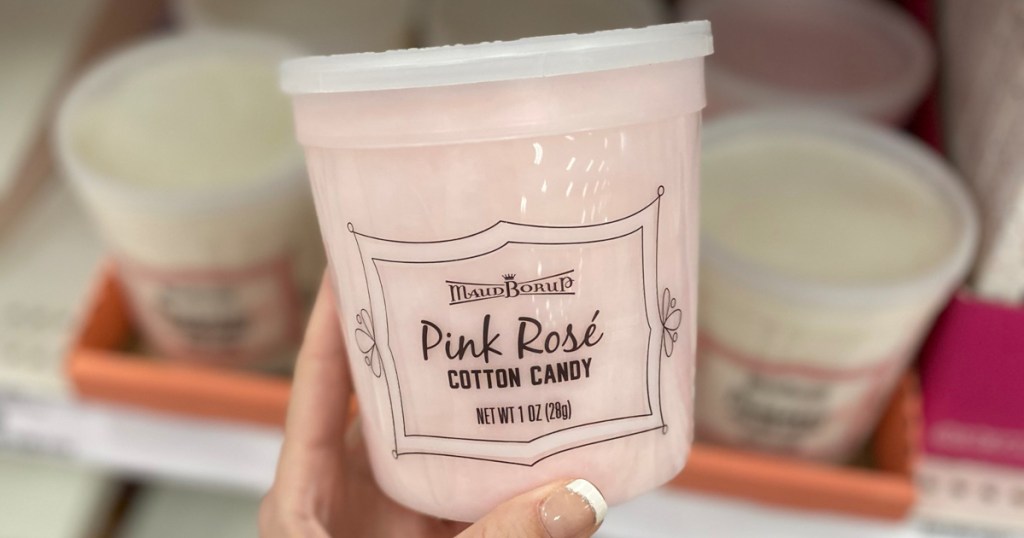 MAUD BORUP
Pink Rosé
COTTON CANDY
NET WT 1 OZ (28g)